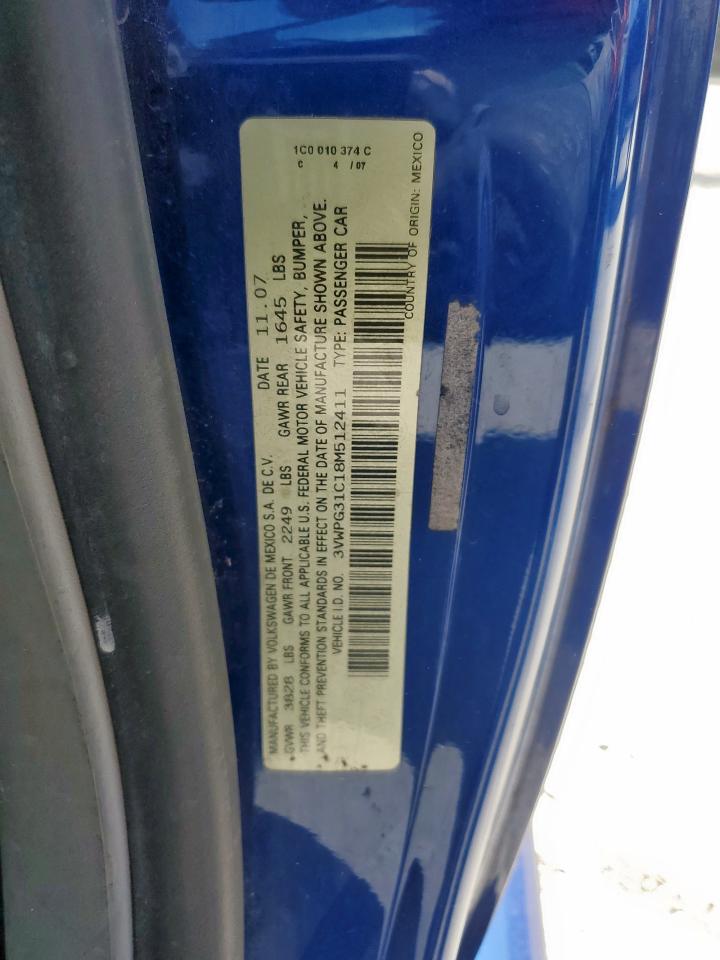 1C0 010 374 C
C 4 /07
MANUFACTURED BY VOLKSWAGEN DE MEXICO S.A. DE C.V. DATE 11.07
GVWR 3828 LBS GAWR FRONT 2249 LBS GAWR REAR 1645 LBS
THIS VEHICLE CONFORMS TO ALL APPLICABLE U.S. FEDERAL MOTOR VEHICLE SAFETY, BUMPER,
AND THEFT PREVENTION STANDARDS IN EFFECT ON THE DATE OF MANUFACTURE SHOWN ABOVE.
VEHICLE I.D. NO. 3VWPG31C18M512411 TYPE: PASSENGER CAR
COUNTRY OF ORIGIN: MEXICO